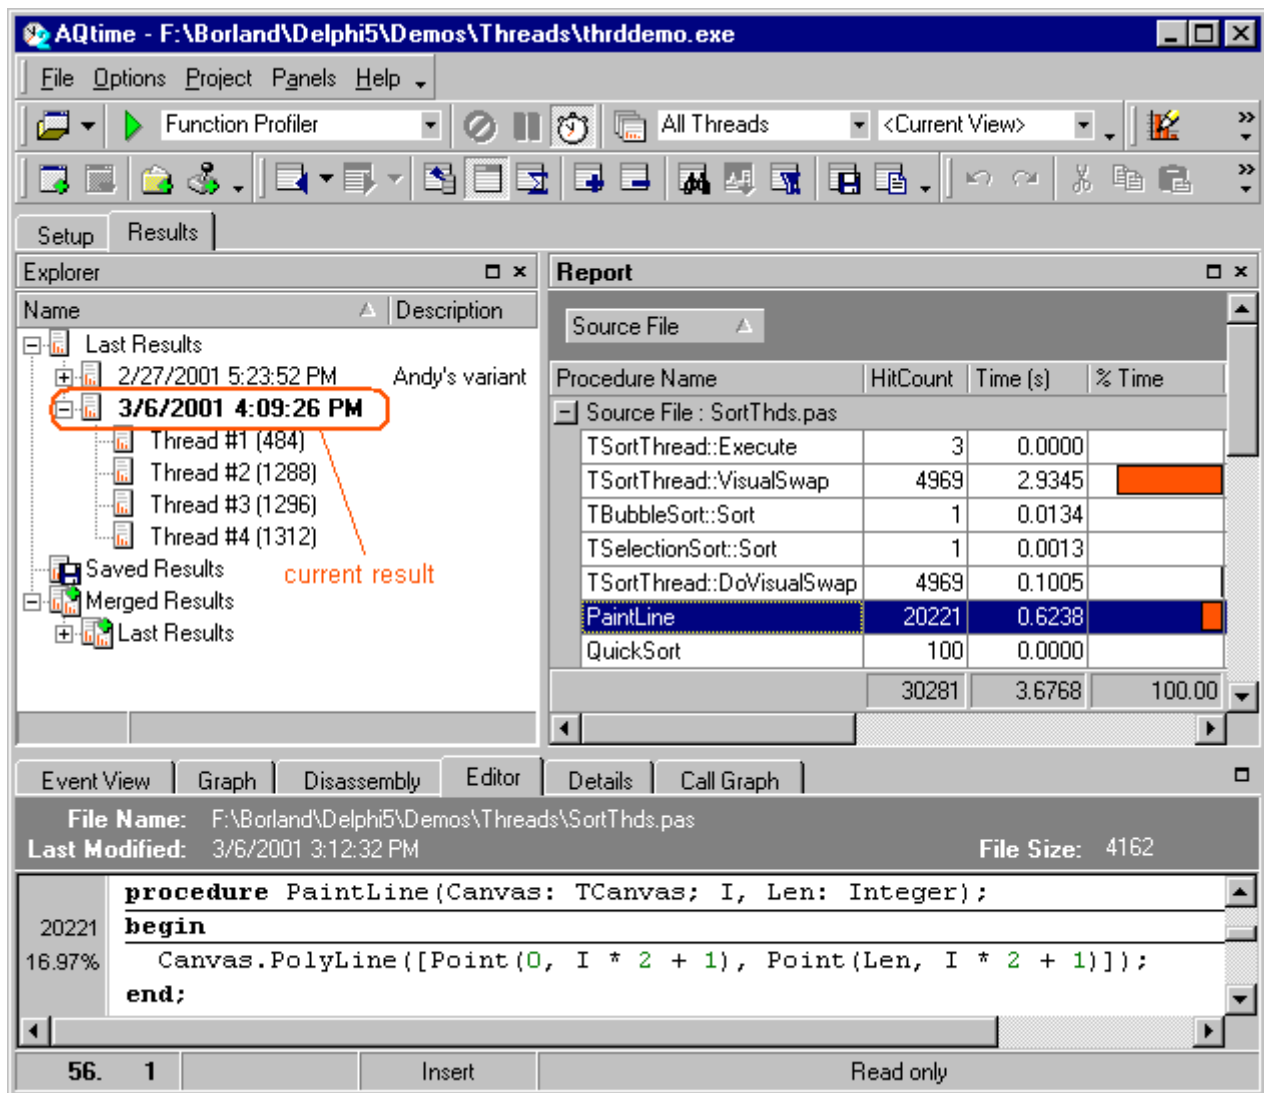 AQtime - F:\Borland\Delphi5\Demos\Threads\thrddemo.exe
File Options Project Panels Help
Function Profiler All Threads <Current View>
Setup Results
Explorer
Name Description
Last Results
2/27/2001 5:23:52 PM Andy's variant
3/6/2001 4:09:26 PM
Thread #1 (484)
Thread #2 (1288)
Thread #3 (1296)
Thread #4 (1312)
Saved Results
current result
Merged Results
Last Results
Report
Source File
Procedure Name HitCount Time (s) % Time
Source File : SortThds.pas
TSortThread::Execute 3 0.0000
TSortThread::VisualSwap 4969 2.9345
TBubbleSort::Sort 1 0.0134
TSelectionSort::Sort 1 0.0013
TSortThread::DoVisualSwap 4969 0.1005
PaintLine 20221 0.6238
QuickSort 100 0.0000
30281 3.6768 100.00
Event View Graph Disassembly Editor Details Call Graph
File Name: F:\Borland\Delphi5\Demos\Threads\SortThds.pas
Last Modified: 3/6/2001 3:12:32 PM File Size: 4162
procedure PaintLine(Canvas: TCanvas; I, Len: Integer);
20221 begin
16.97% Canvas.PolyLine([Point(0, I * 2 + 1), Point(Len, I * 2 + 1)]);
end;
56. 1 Insert Read only